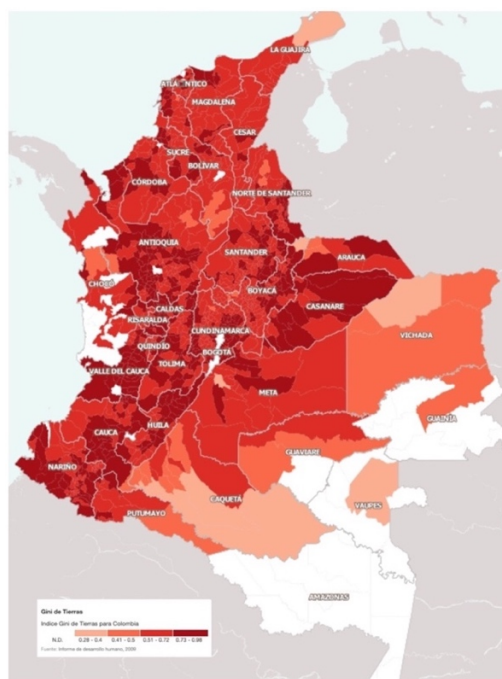 LA GUAJIRA
ATLÁNTICO
MAGDALENA
CESAR
SUCRE
BOLÍVAR
CÓRDOBA
NORTE DE SANTANDER
ANTIOQUIA
SANTANDER
ARAUCA
CHOCÓ
BOYACÁ
CASANARE
CALDAS
RISARALDA
CUNDINAMARCA
VICHADA
QUINDIO
BOGOTÁ
TOLIMA
VALLE DEL CAUCA
META
GUAINÍA
CAUCA
HUILA
NARIÑO
GUAVIARE
CAQUETÁ
VAUPES
PUTUMAYO
AMAZONAS
Gini de Tierras
Indice Gini de Tierras para Colombia
N.D. 0.28 - 0.4 0.41 - 0.5 0.51 - 0.72 0.73 - 0.98
Fuente: Informe de desarrollo humano, 2009